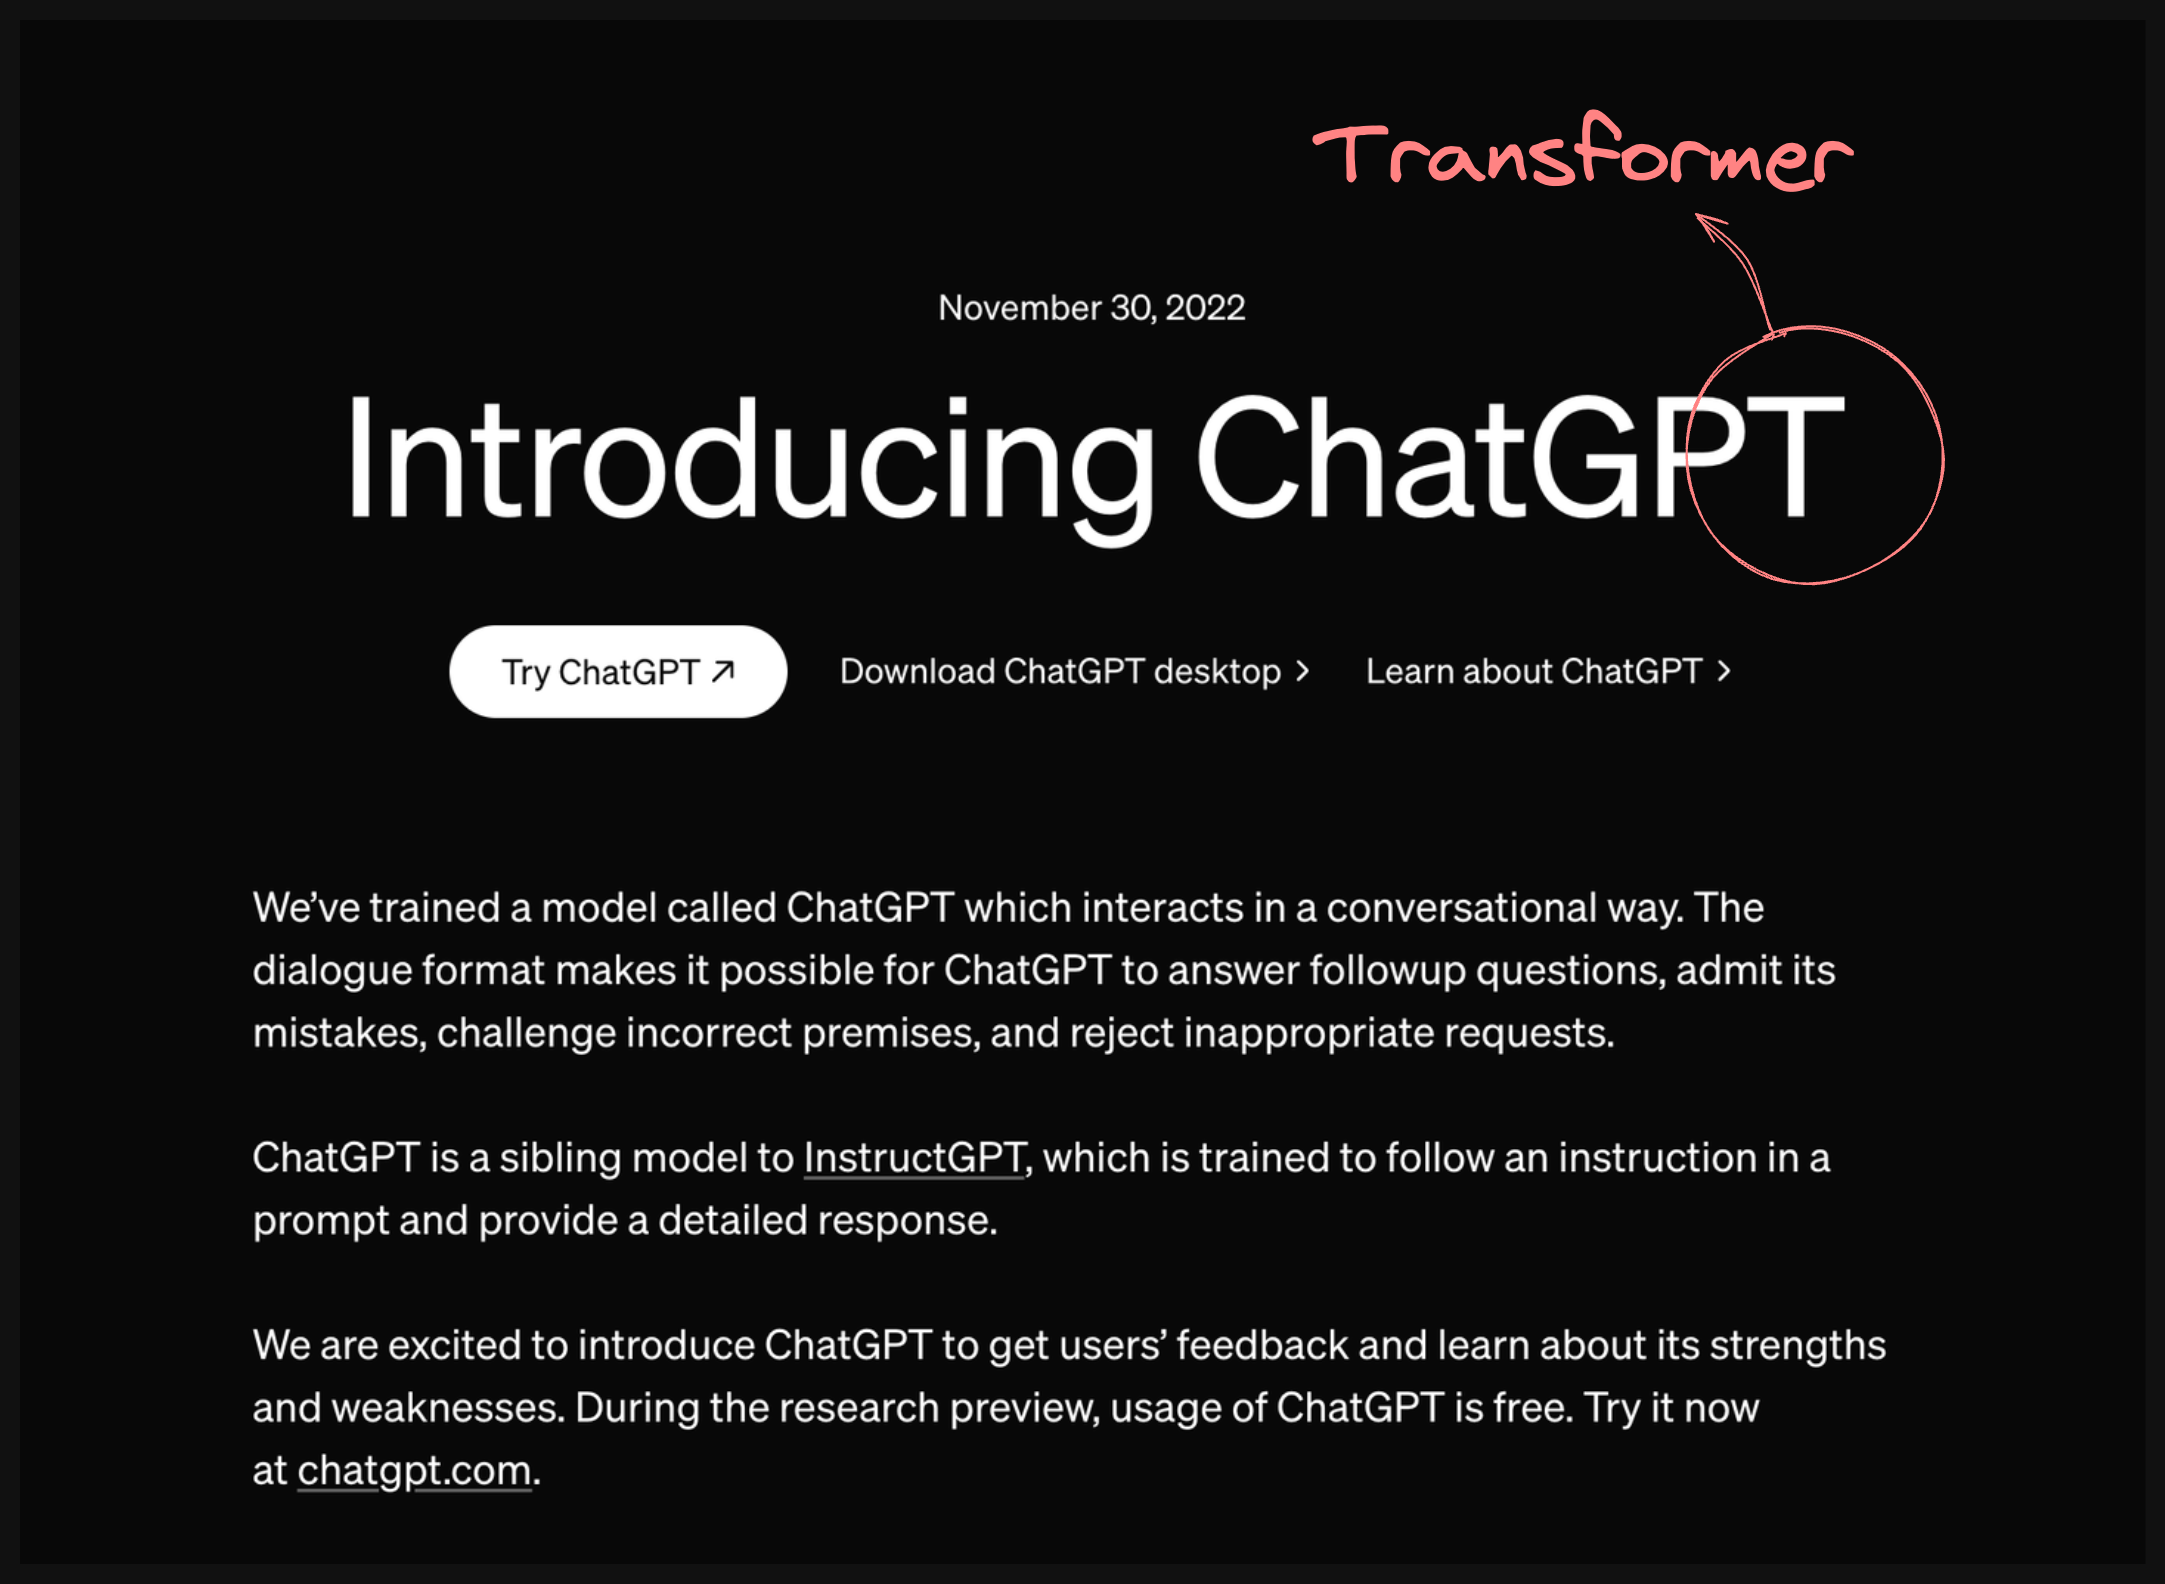 Transformer
November 30, 2022
Introducing ChatGPT
Try ChatGPT ↗ Download ChatGPT desktop > Learn about ChatGPT >
We’ve trained a model called ChatGPT which interacts in a conversational way. The
dialogue format makes it possible for ChatGPT to answer followup questions, admit its
mistakes, challenge incorrect premises, and reject inappropriate requests.
ChatGPT is a sibling model to InstructGPT, which is trained to follow an instruction in a
prompt and provide a detailed response.
We are excited to introduce ChatGPT to get users’ feedback and learn about its strengths
and weaknesses. During the research preview, usage of ChatGPT is free. Try it now
at chatgpt.com.